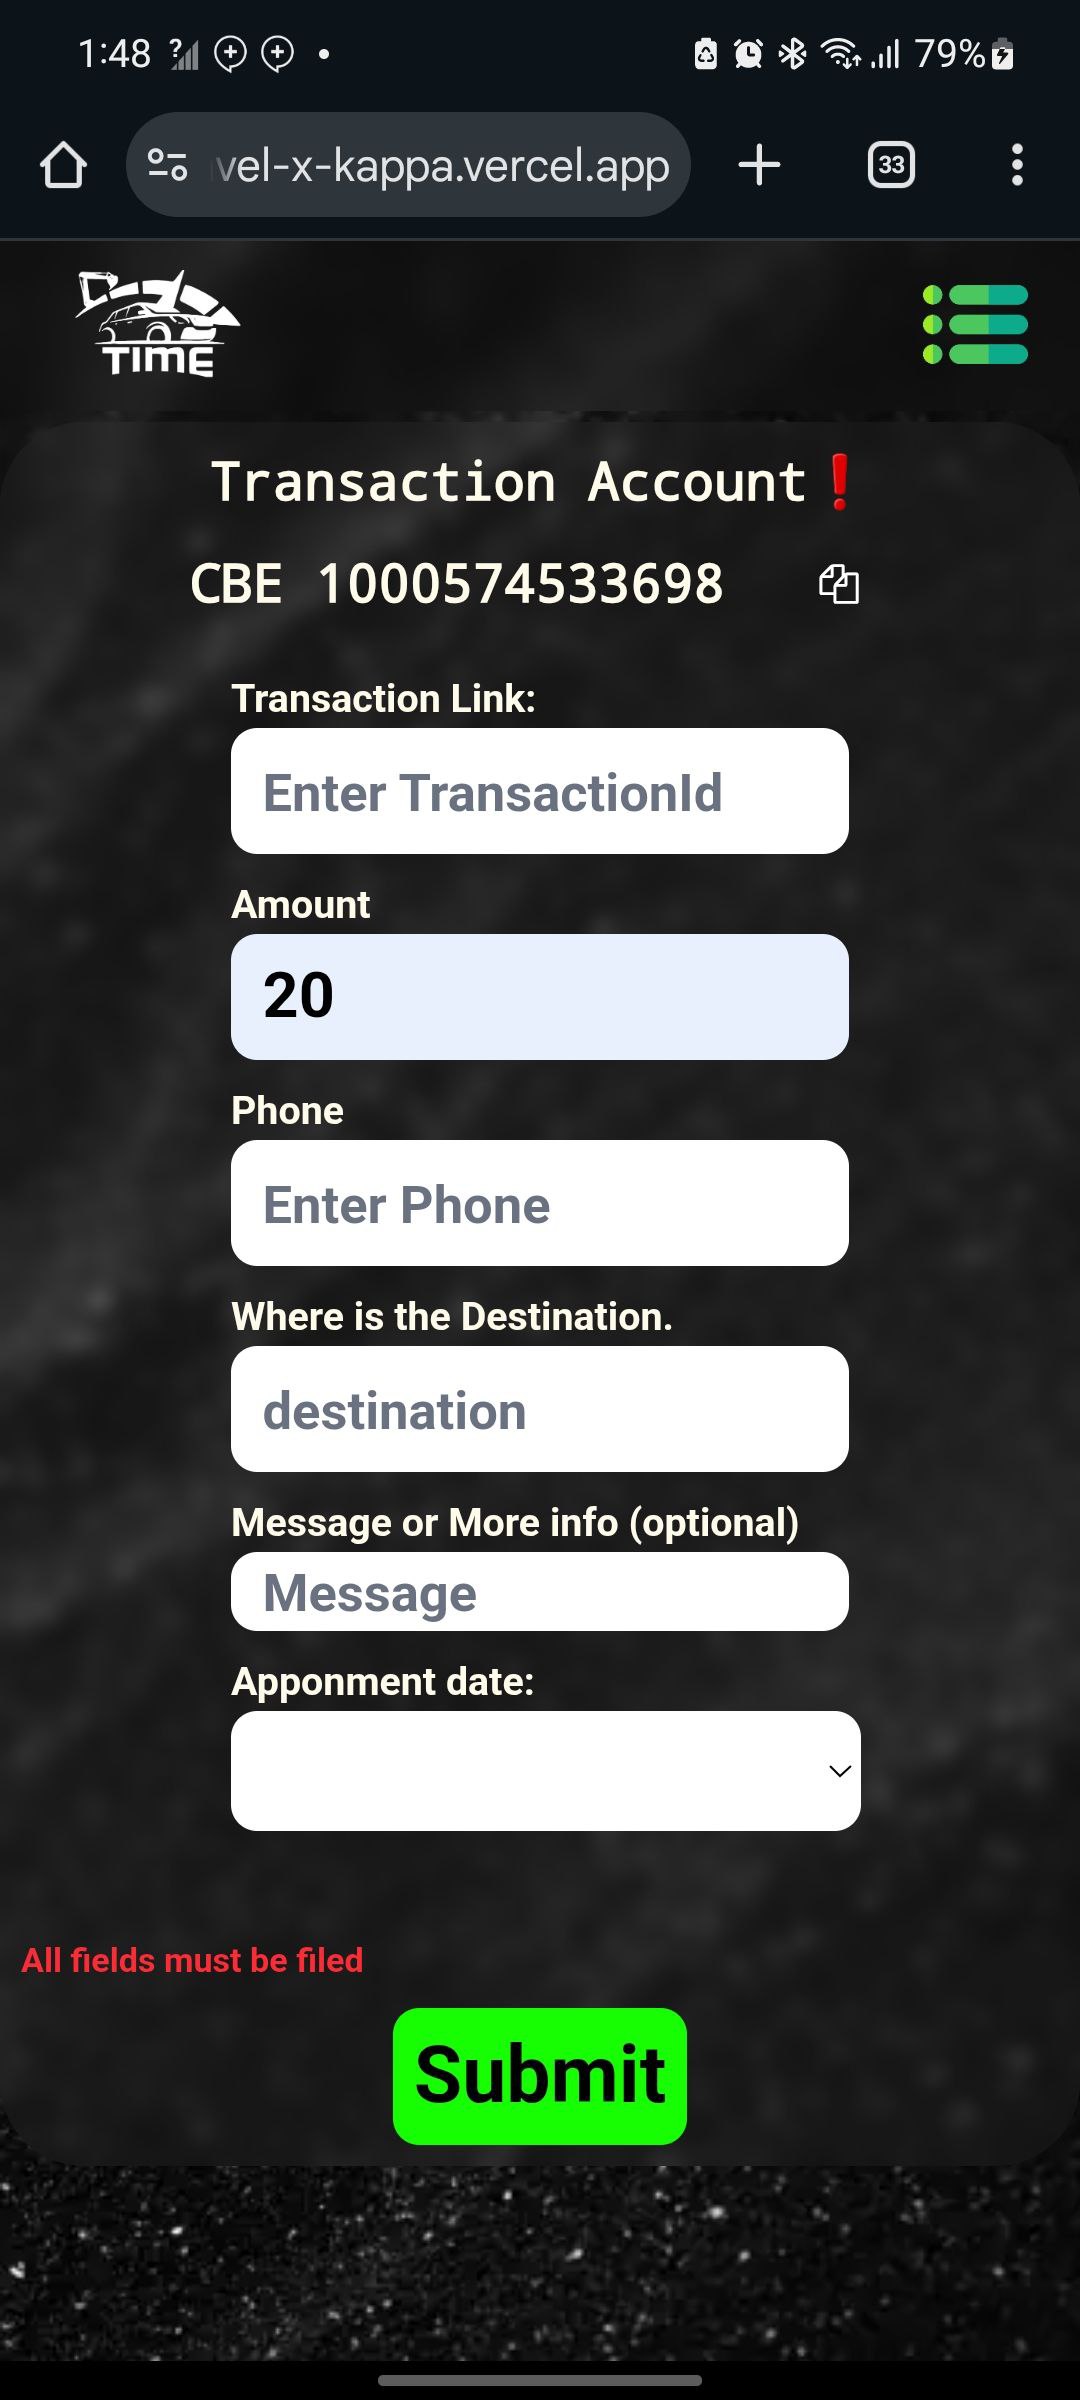 1:48
79%
vel-x-kappa.vercel.app
33
TIME
Transaction Account❗
CBE 1000574533698
Transaction Link:
Enter TransactionId
Amount
20
Phone
Enter Phone
Where is the Destination.
destination
Message or More info (optional)
Message
Apponment date:
All fields must be filed
Submit